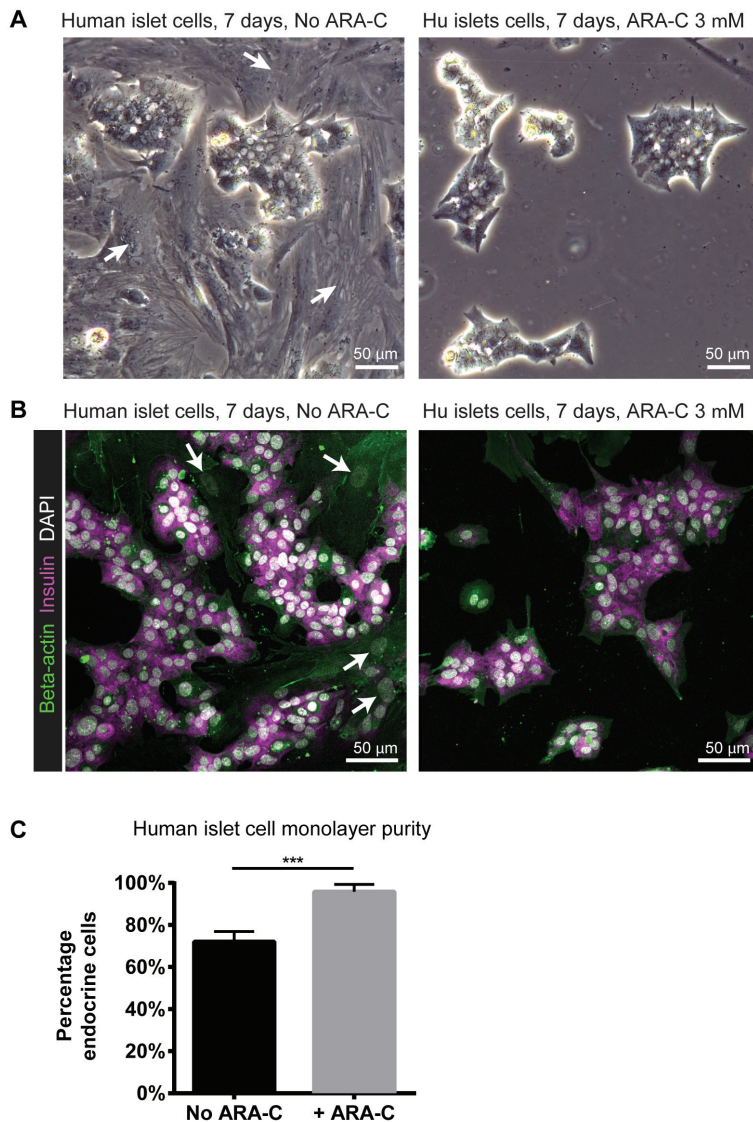 A
Human islet cells, 7 days, No ARA-C
Hu islets cells, 7 days, ARA-C 3 mM
50 µm
50 µm
B
Human islet cells, 7 days, No ARA-C
Hu islets cells, 7 days, ARA-C 3 mM
Beta-actin Insulin DAPI
50 µm
50 µm
C
Human islet cell monolayer purity
***
Percentage
endocrine cells
100%
80%
60%
40%
20%
0%
No ARA-C
+ ARA-C